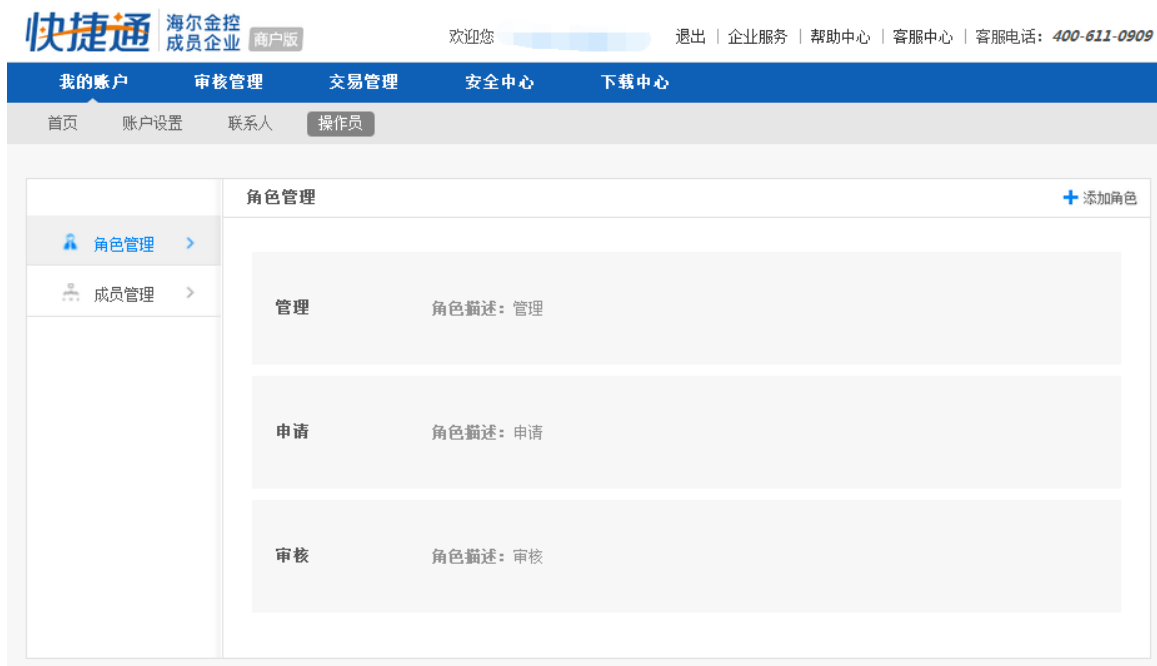 快捷通 海尔金控 成员企业 商户版 欢迎您 退出 | 企业服务 | 帮助中心 | 客服中心 | 客服电话：400-611-0909
我的账户 审核管理 交易管理 安全中心 下载中心
首页 账户设置 联系人 操作员
角色管理 添加角色
角色管理
成员管理
管理 角色描述：管理
申请 角色描述：申请
审核 角色描述：审核